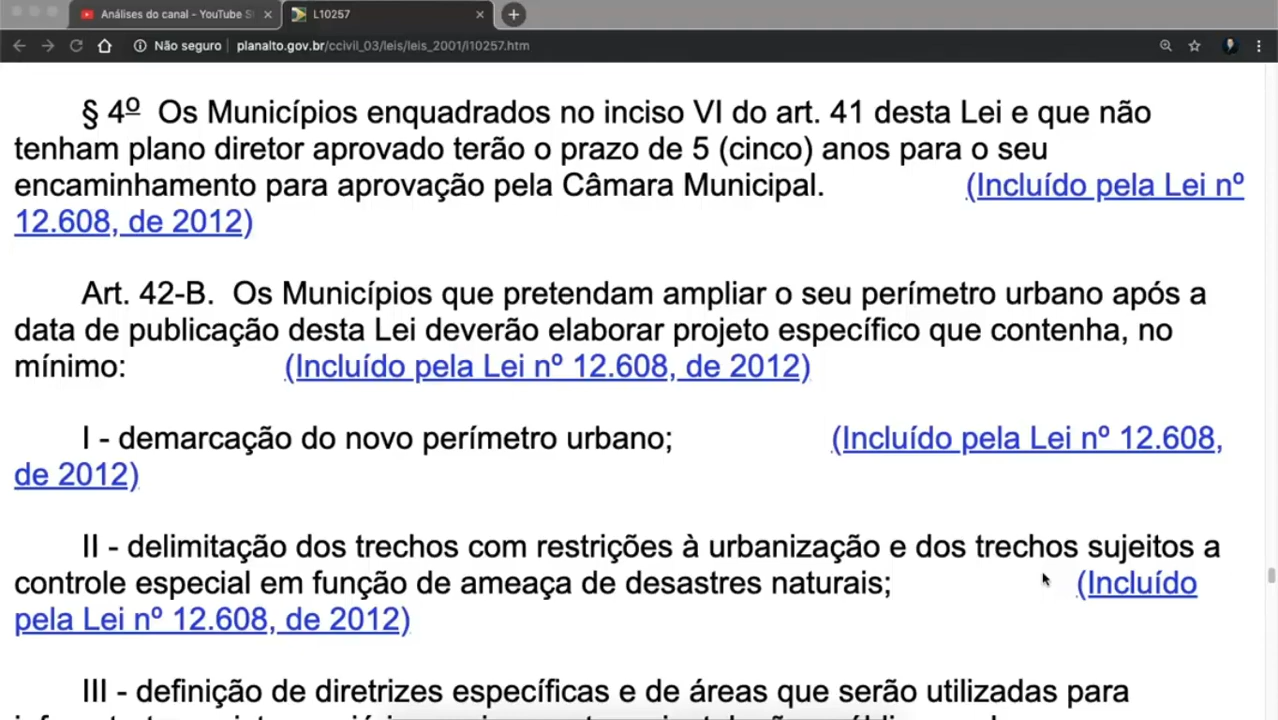 Análises do canal - YouTube S
L10257
Não seguro | planalto.gov.br/ccivil_03/leis/leis_2001/l10257.htm
§ 4º Os Municípios enquadrados no inciso VI do art. 41 desta Lei e que não
tenham plano diretor aprovado terão o prazo de 5 (cinco) anos para o seu
encaminhamento para aprovação pela Câmara Municipal. (Incluído pela Lei nº
12.608, de 2012)
Art. 42-B. Os Municípios que pretendam ampliar o seu perímetro urbano após a
data de publicação desta Lei deverão elaborar projeto específico que contenha, no
mínimo: (Incluído pela Lei nº 12.608, de 2012)
I - demarcação do novo perímetro urbano; (Incluído pela Lei nº 12.608,
de 2012)
II - delimitação dos trechos com restrições à urbanização e dos trechos sujeitos a
controle especial em função de ameaça de desastres naturais; (Incluído
pela Lei nº 12.608, de 2012)
III - definição de diretrizes específicas e de áreas que serão utilizadas para